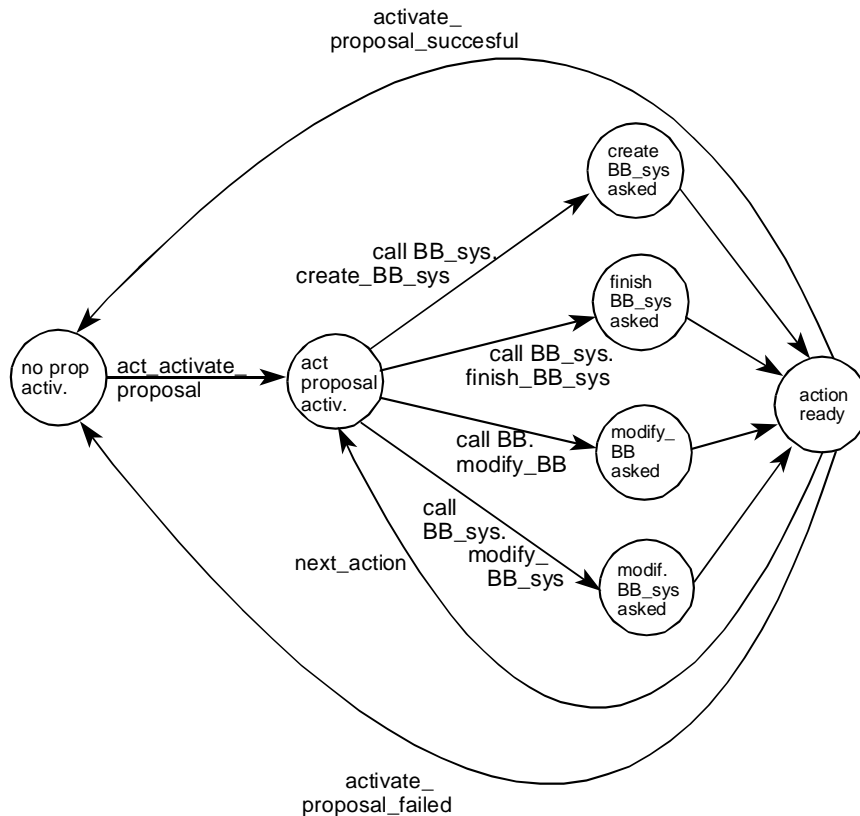 activate_
proposal_succesful
create
BB_sys
asked
call BB_sys.
create_BB_sys
finish
BB_sys
asked
no prop
activ.
act_activate_
proposal
act
proposal
activ.
call BB_sys.
finish_BB_sys
action
ready
call BB.
modify_BB
modify_
BB
asked
call
BB_sys.
modify_
BB_sys
next_action
modif.
BB_sys
asked
activate_
proposal_failed